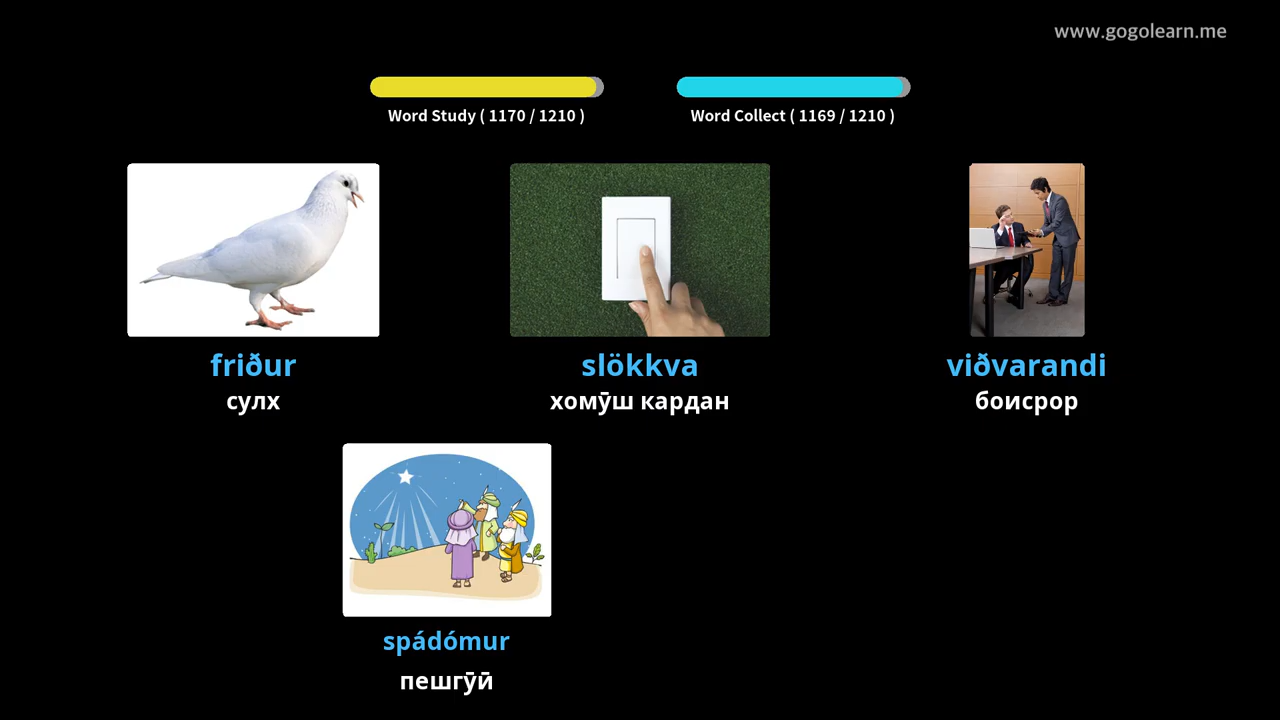 www.gogolearn.me
Word Study ( 1170 / 1210 )
Word Collect ( 1169 / 1210 )
friður
сулх
slökkva
хомӯш кардан
viðvarandi
боисрор
spádómur
пешгӯӣ